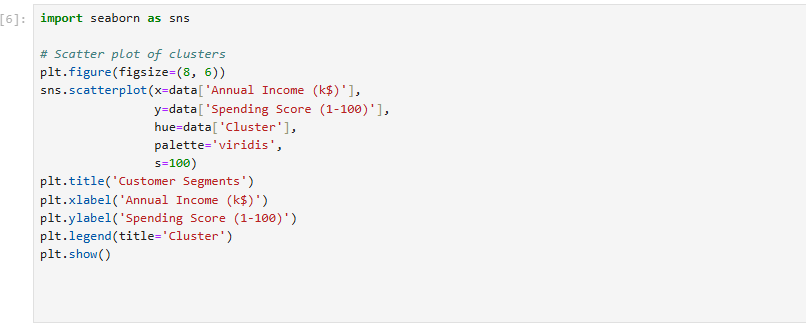 [6]: import seaborn as sns
# Scatter plot of clusters
plt.figure(figsize=(8, 6))
sns.scatterplot(x=data['Annual Income (k$)'],
                y=data['Spending Score (1-100)'],
                hue=data['Cluster'],
                palette='viridis',
                s=100)
plt.title('Customer Segments')
plt.xlabel('Annual Income (k$)')
plt.ylabel('Spending Score (1-100)')
plt.legend(title='Cluster')
plt.show()